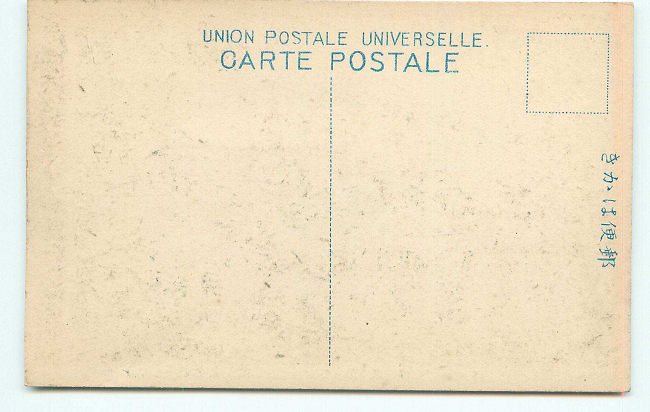 UNION POSTALE UNIVERSELLE.
CARTE POSTALE
郵便はかき